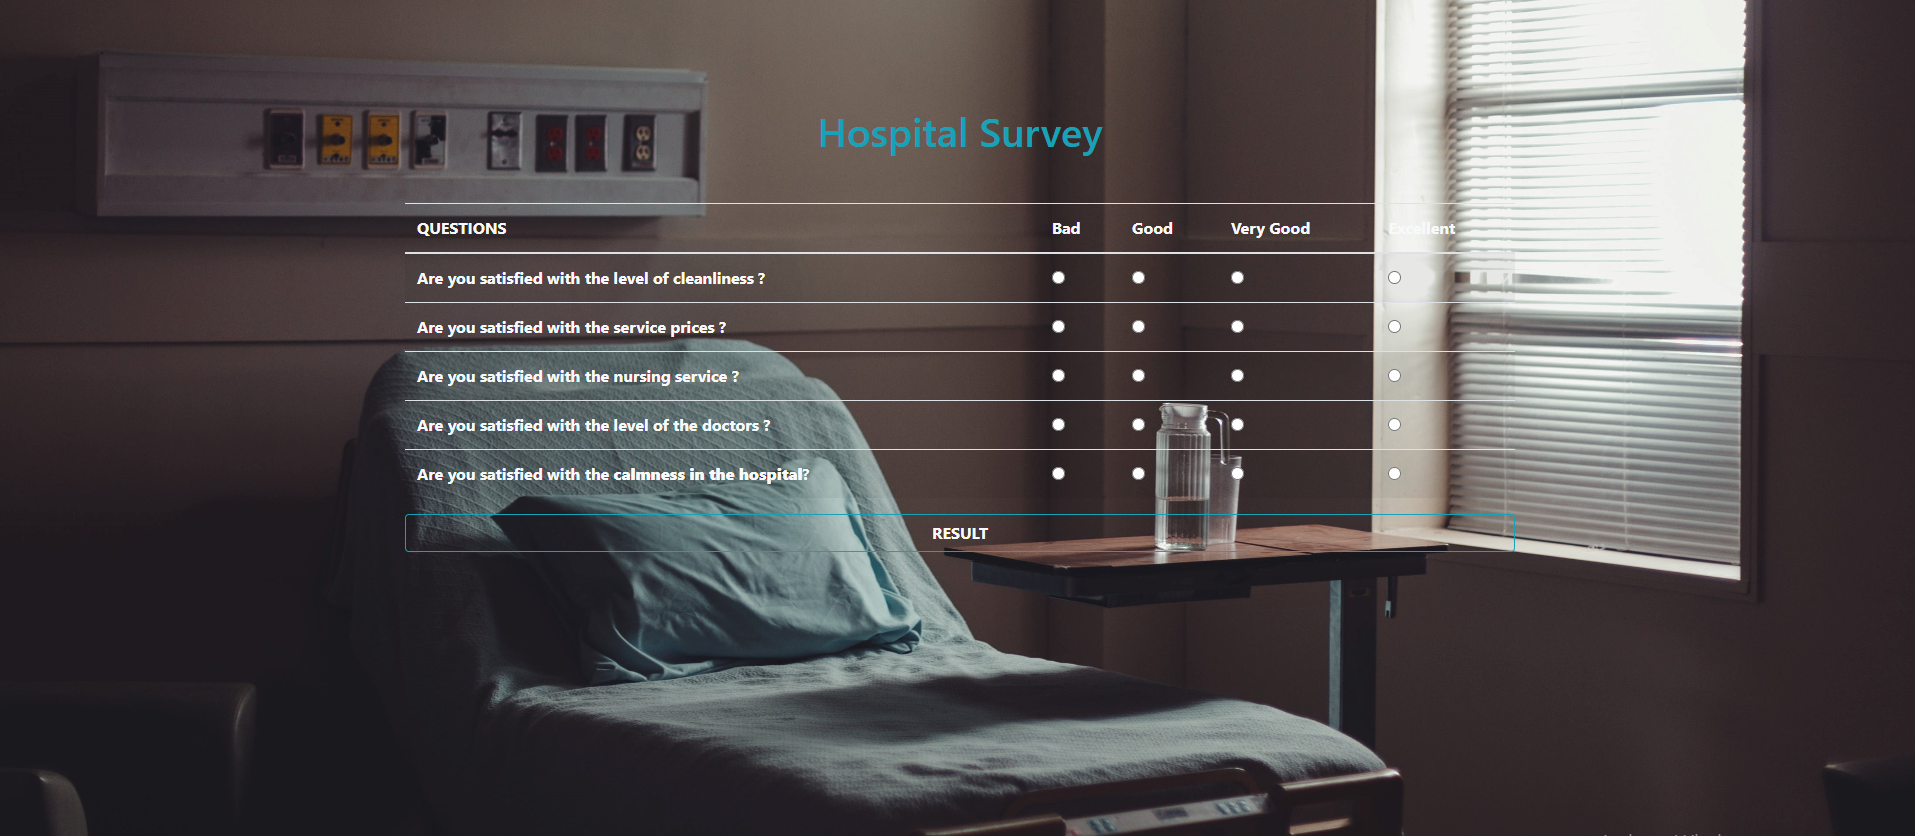 Hospital Survey
QUESTIONS Bad Good Very Good Excellent
Are you satisfied with the level of cleanliness ?
Are you satisfied with the service prices ?
Are you satisfied with the nursing service ?
Are you satisfied with the level of the doctors ?
Are you satisfied with the calmness in the hospital?
RESULT